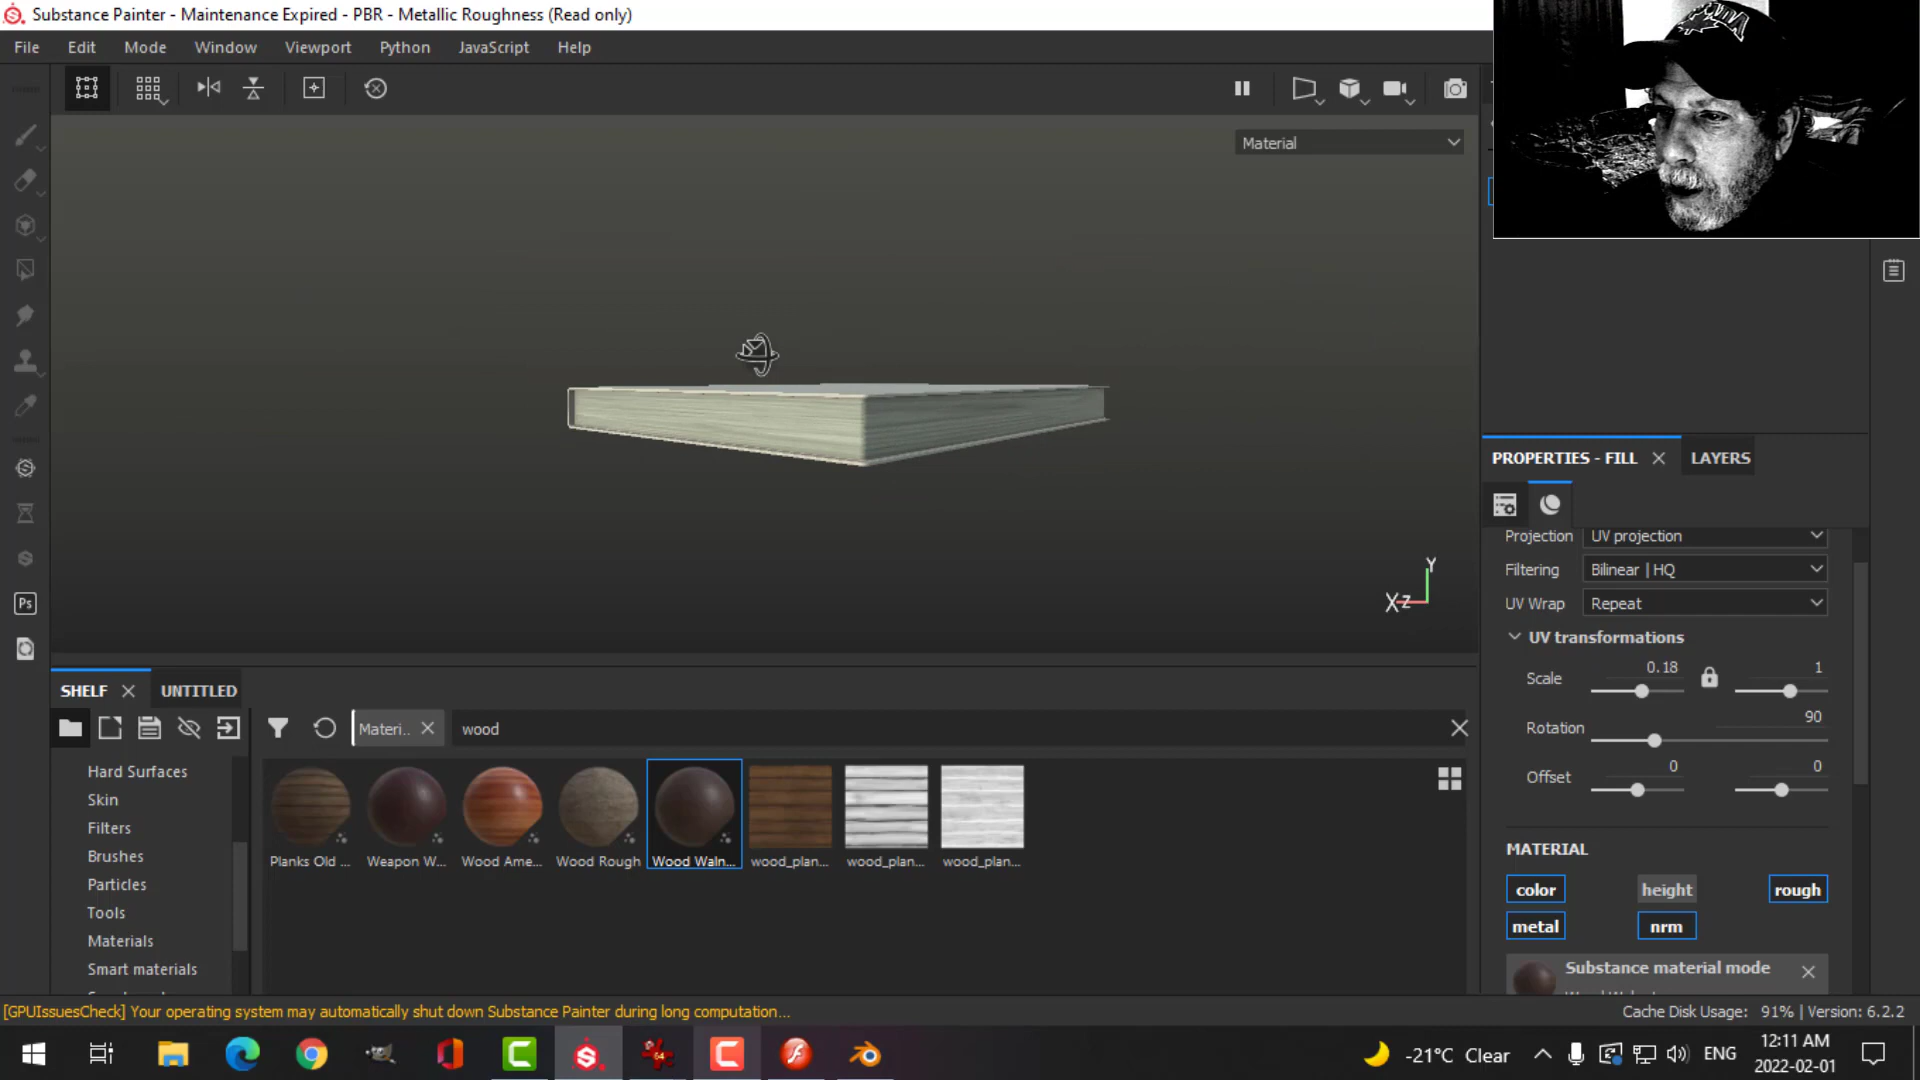 Substance Painter - Maintenance Expired - PBR - Metallic Roughness (Read only)
File Edit Mode Window Viewport Python JavaScript Help
Material
Y
X Z
PROPERTIES - FILL LAYERS
Projection UV projection
Filtering Bilinear | HQ
UV Wrap Repeat
UV transformations
Scale 0.18 1
Rotation 90
Offset 0 0
MATERIAL
color height rough
metal nrm
Substance material mode
SHELF UNTITLED
Materi.. wood
Hard Surfaces
Skin
Filters
Brushes
Particles
Tools
Materials
Smart materials
Planks Old ... Weapon W... Wood Ame... Wood Rough Wood Waln... wood_plan... wood_plan... wood_plan...
Ps
[GPUIssuesCheck] Your operating system may automatically shut down Substance Painter during long computation...
Cache Disk Usage: 91% | Version: 6.2.2
-21°C Clear ENG
12:11 AM
2022-02-01